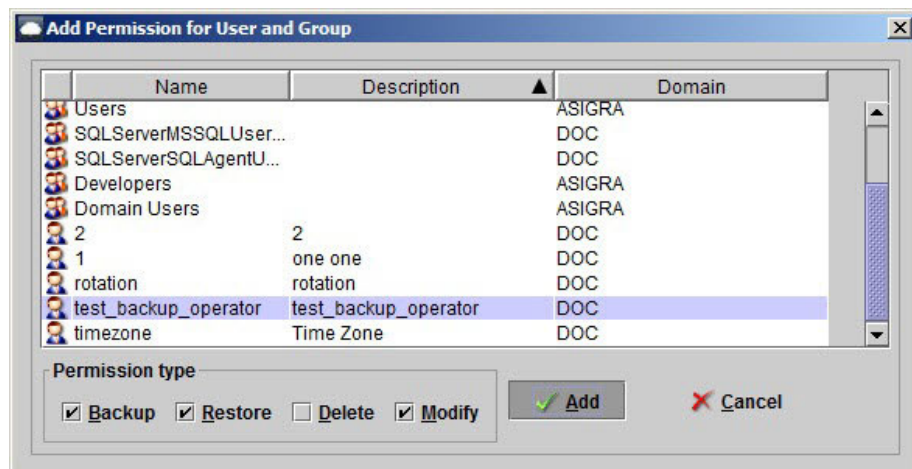 Add Permission for User and Group
Name Description Domain
Users ASIGRA
SQLServerMSSQLUser... DOC
SQLServerSQLAgentU... DOC
Developers ASIGRA
Domain Users ASIGRA
2 2 DOC
1 one one DOC
rotation rotation DOC
test_backup_operator test_backup_operator DOC
timezone Time Zone DOC
Permission type
Backup Restore Delete Modify Add Cancel